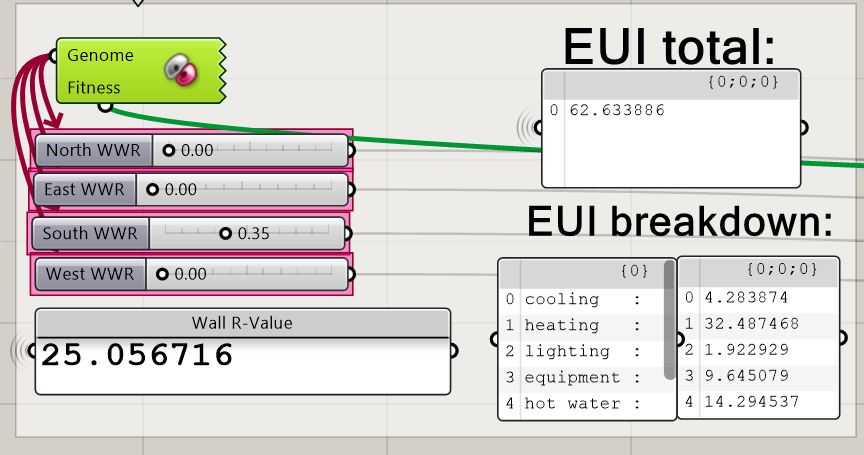 Genome
Fitness
North WWR 0.00
East WWR 0.00
South WWR 0.35
West WWR 0.00
Wall R-Value
25.056716
EUI total:
{0;0;0}
0 62.633886
EUI breakdown:
{0} {0;0;0}
0 cooling : 0 4.283874
1 heating : 1 32.487468
2 lighting : 2 1.922929
3 equipment : 3 9.645079
4 hot water : 4 14.294537